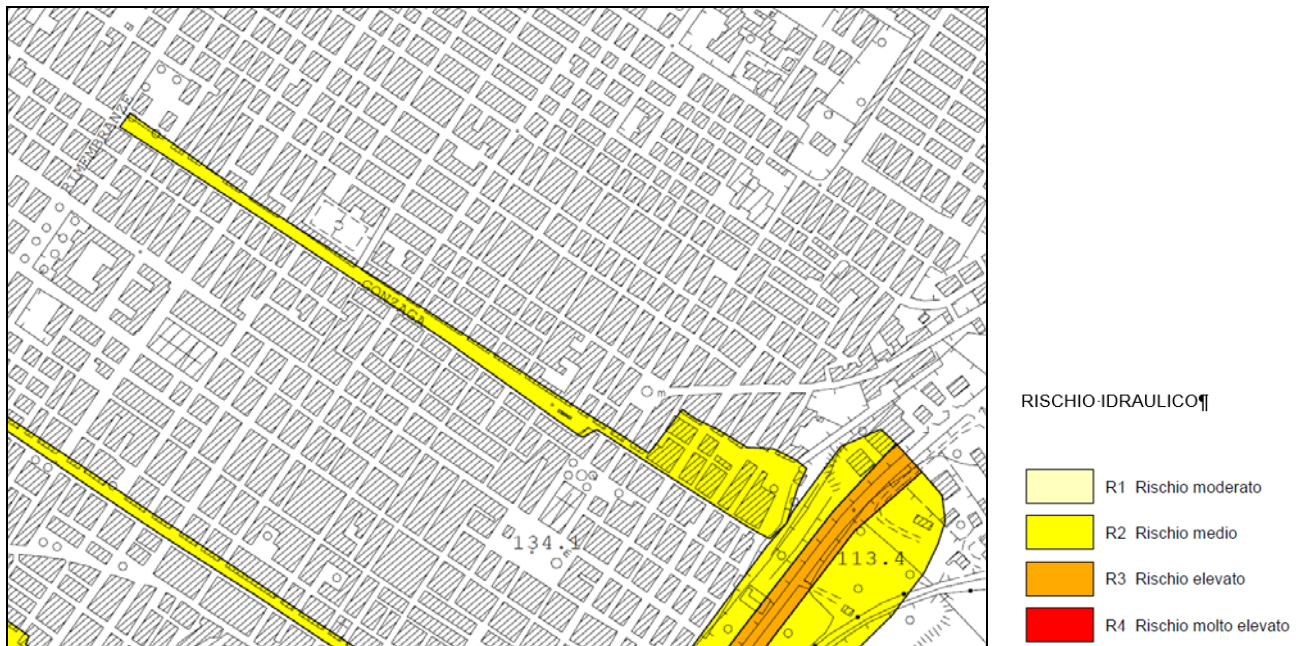 RIMEMBRANZE
GONZAGA
m
134.1
m
113.4
RISCHIO·IDRAULICO¶
R1 Rischio moderato
R2 Rischio medio
R3 Rischio elevato
R4 Rischio molto elevato